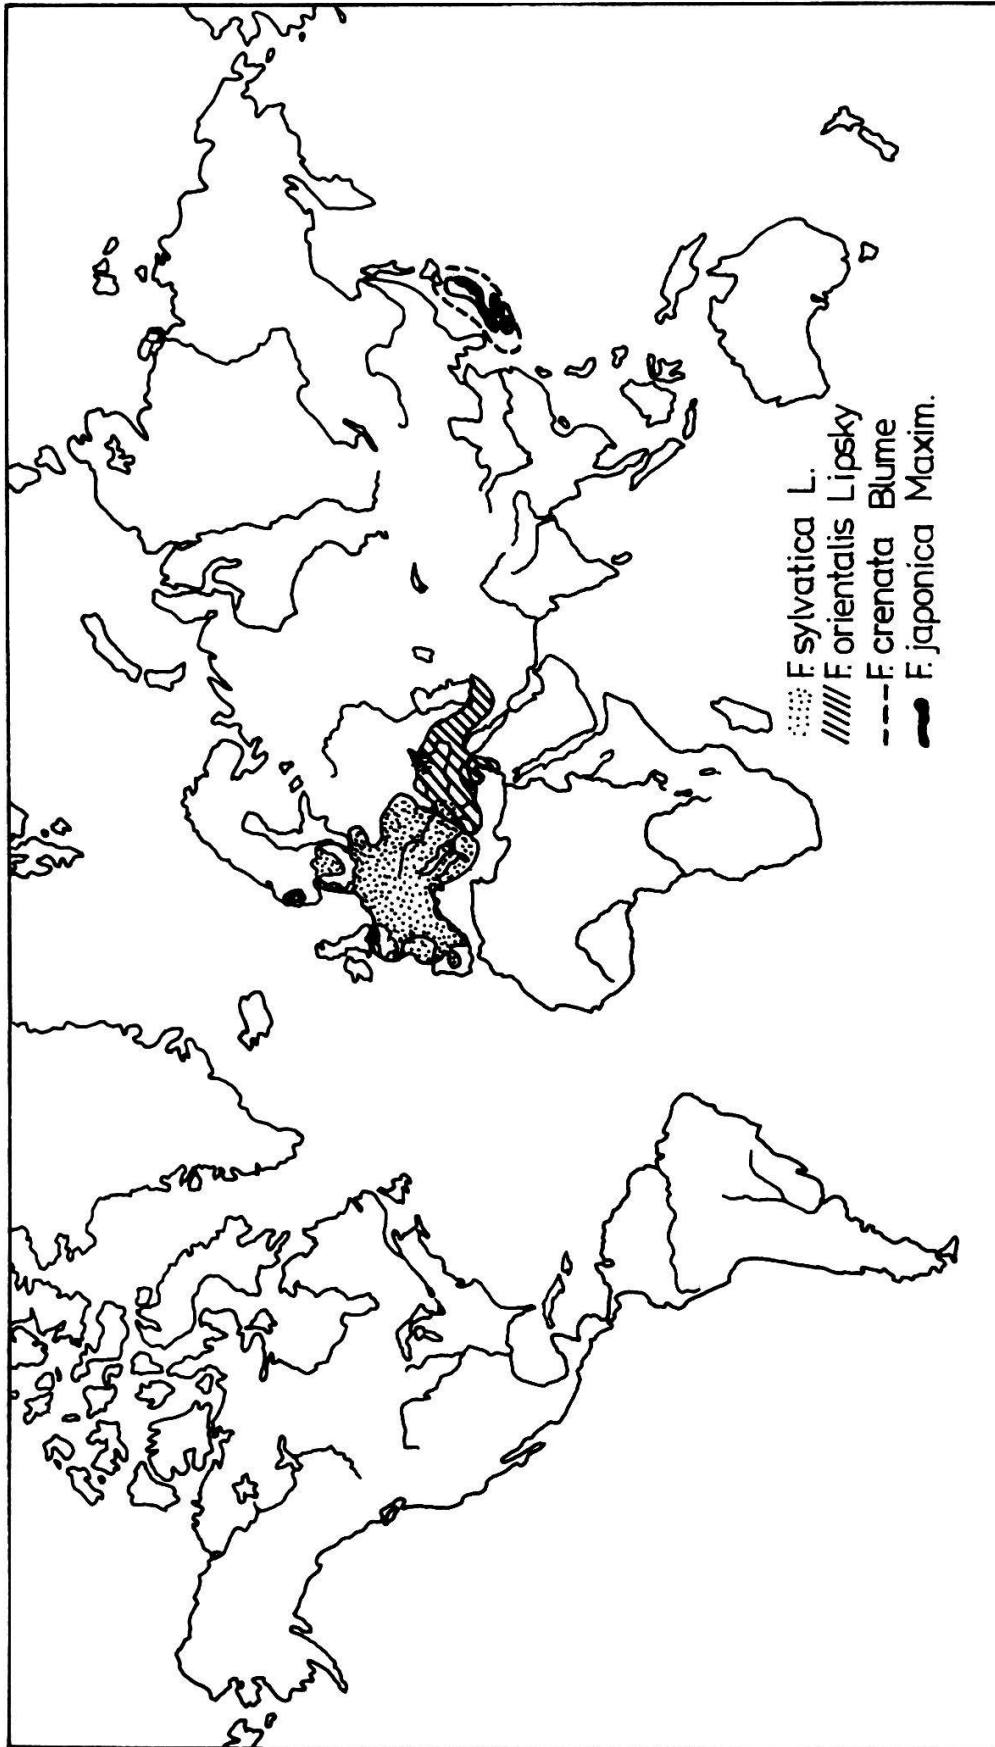 F. sylvatica L.
F. orientalis Lipsky
F. crenata Blume
F. japonica Maxim.